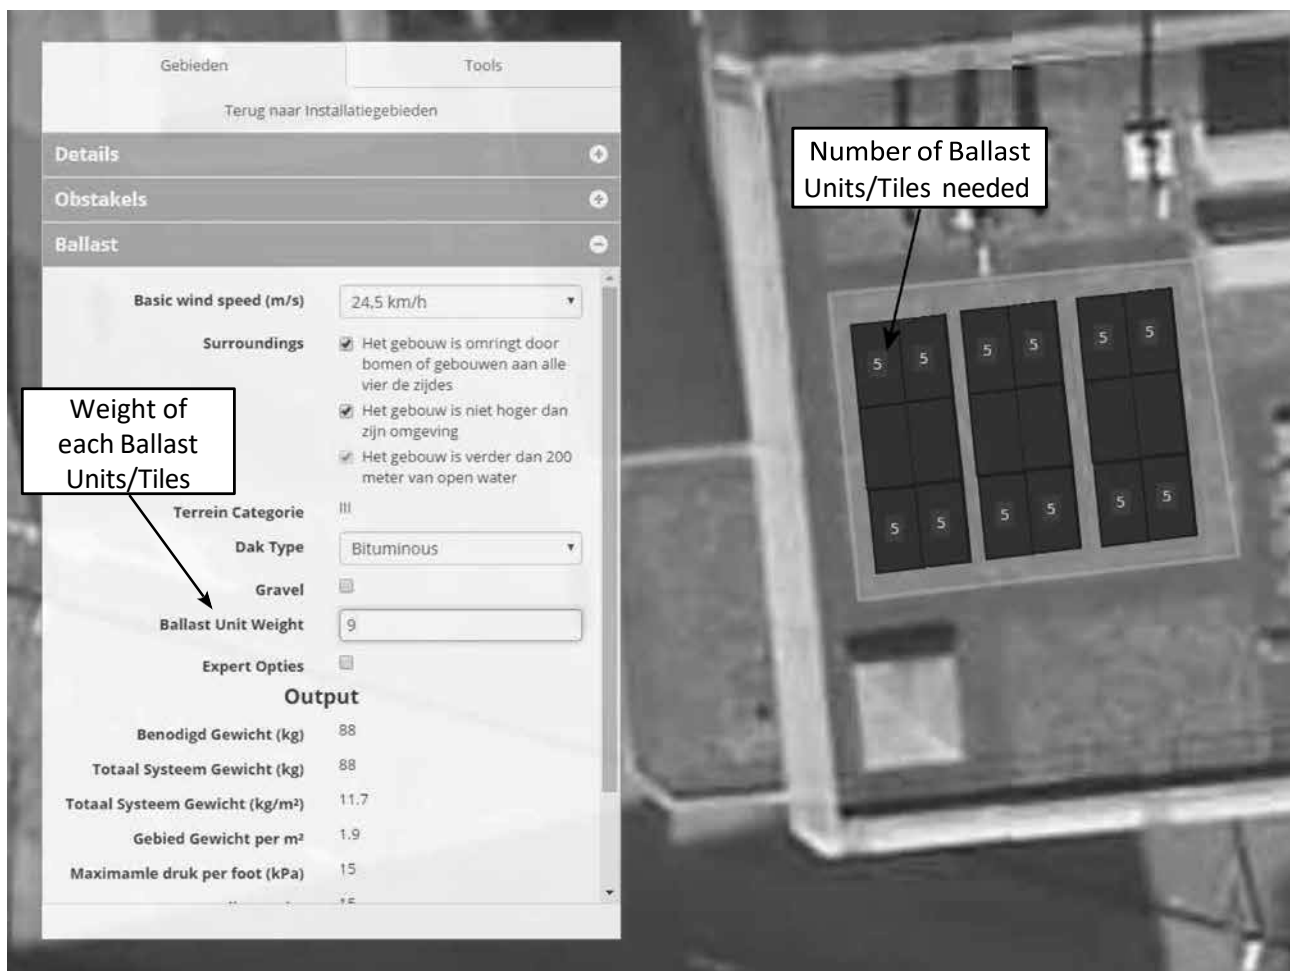 Gebieden
Tools
Terug naar Installatiegebieden
Details
Obstakels
Ballast
Basic wind speed (m/s)
24,5 km/h
Surroundings
Het gebouw is omringt door
bomen of gebouwen aan alle
vier de zijdes
Het gebouw is niet hoger dan
zijn omgeving
Het gebouw is verder dan 200
meter van open water
Terrein Categorie
III
Dak Type
Bituminous
Gravel
Ballast Unit Weight
9
Expert Opties
Output
Benodigd Gewicht (kg)
88
Totaal Systeem Gewicht (kg)
88
Totaal Systeem Gewicht (kg/m²)
11.7
Gebied Gewicht per m²
1.9
Maximamle druk per foot (kPa)
15
Weight of
each Ballast
Units/Tiles
Number of Ballast
Units/Tiles needed
5 5 5 5 5 5
5 5 5 5 5 5